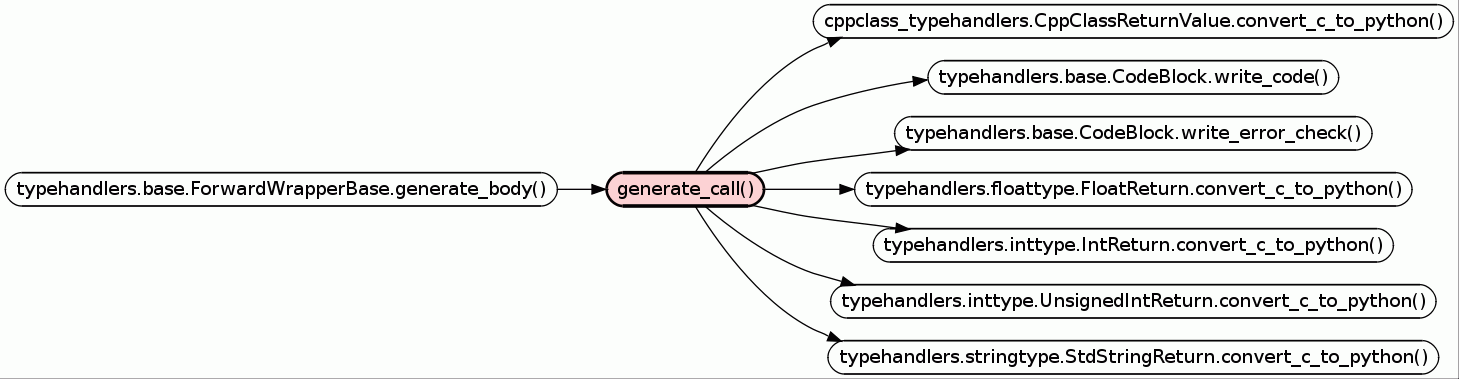 cppclass_typehandlers.CppClassReturnValue.convert_c_to_python()
typehandlers.base.CodeBlock.write_code()
typehandlers.base.CodeBlock.write_error_check()
typehandlers.base.ForwardWrapperBase.generate_body()
generate_call()
typehandlers.floattype.FloatReturn.convert_c_to_python()
typehandlers.inttype.IntReturn.convert_c_to_python()
typehandlers.inttype.UnsignedIntReturn.convert_c_to_python()
typehandlers.stringtype.StdStringReturn.convert_c_to_python()